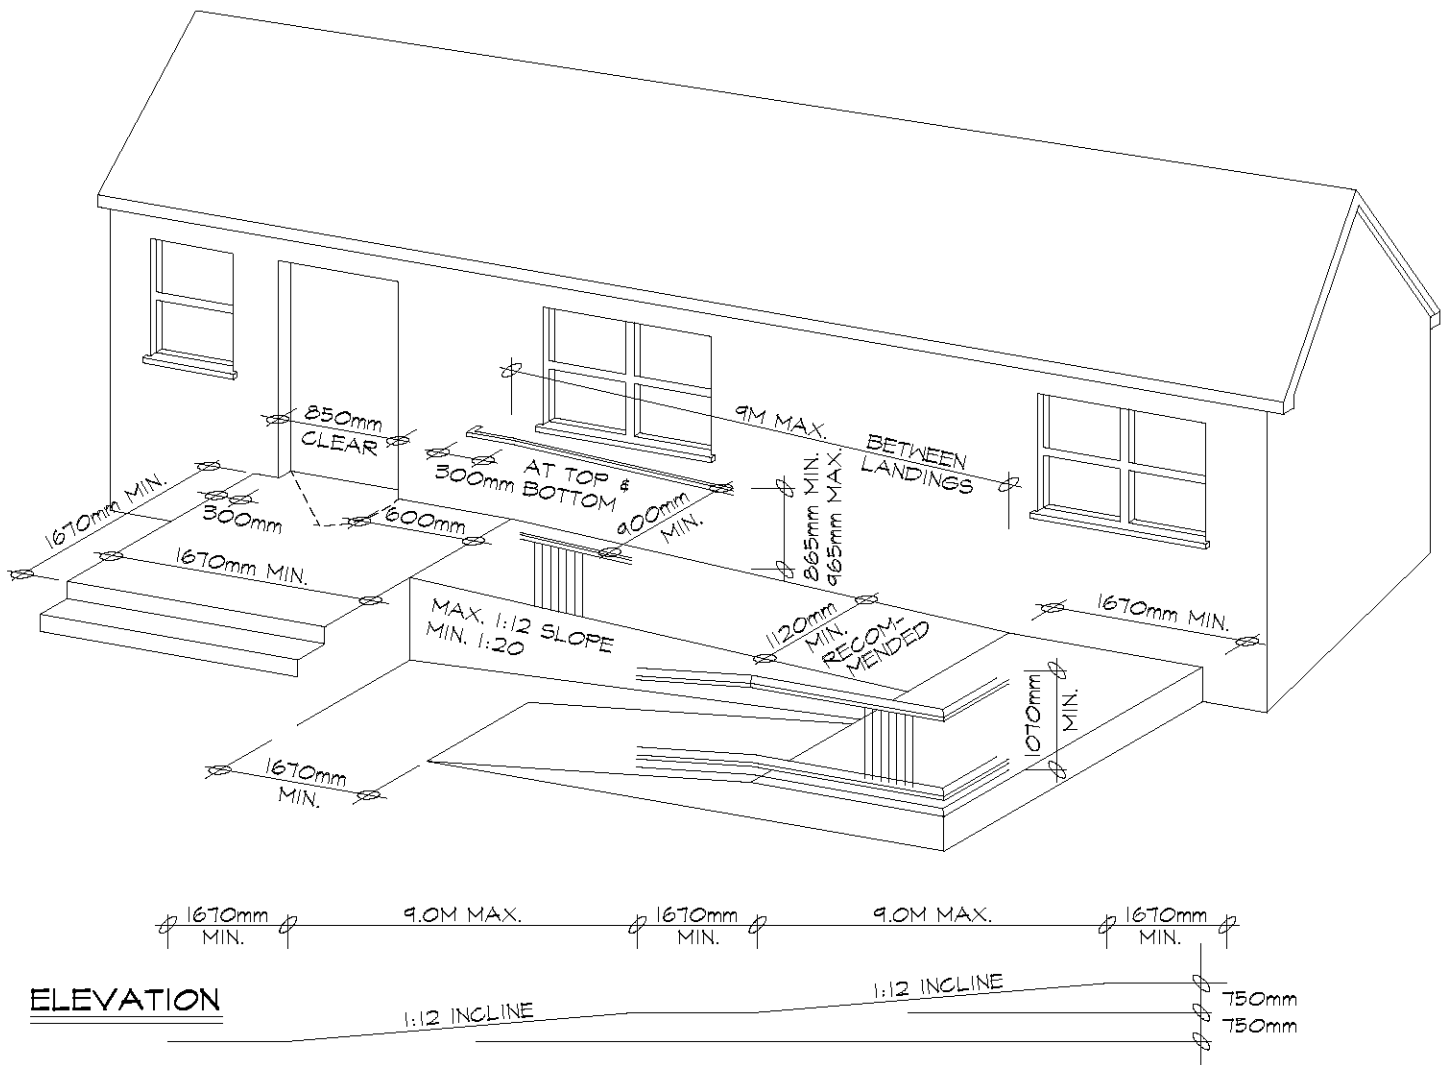 850mm
CLEAR
9M MAX.
BETWEEN
LANDINGS
1670mm MIN.
300mm
1670mm MIN.
600mm
300mm
AT TOP &
BOTTOM
900mm
MIN.
865mm MIN.
965mm MAX.
MAX. 1:12 SLOPE
MIN. 1:20
1120mm
MIN.
RECOM-
MENDED
1670mm MIN.
1070mm
MIN.
1670mm
MIN.
1670mm
MIN.
9.0M MAX.
1670mm
MIN.
9.0M MAX.
1670mm
MIN.
ELEVATION
1:12 INCLINE
1:12 INCLINE
750mm
750mm